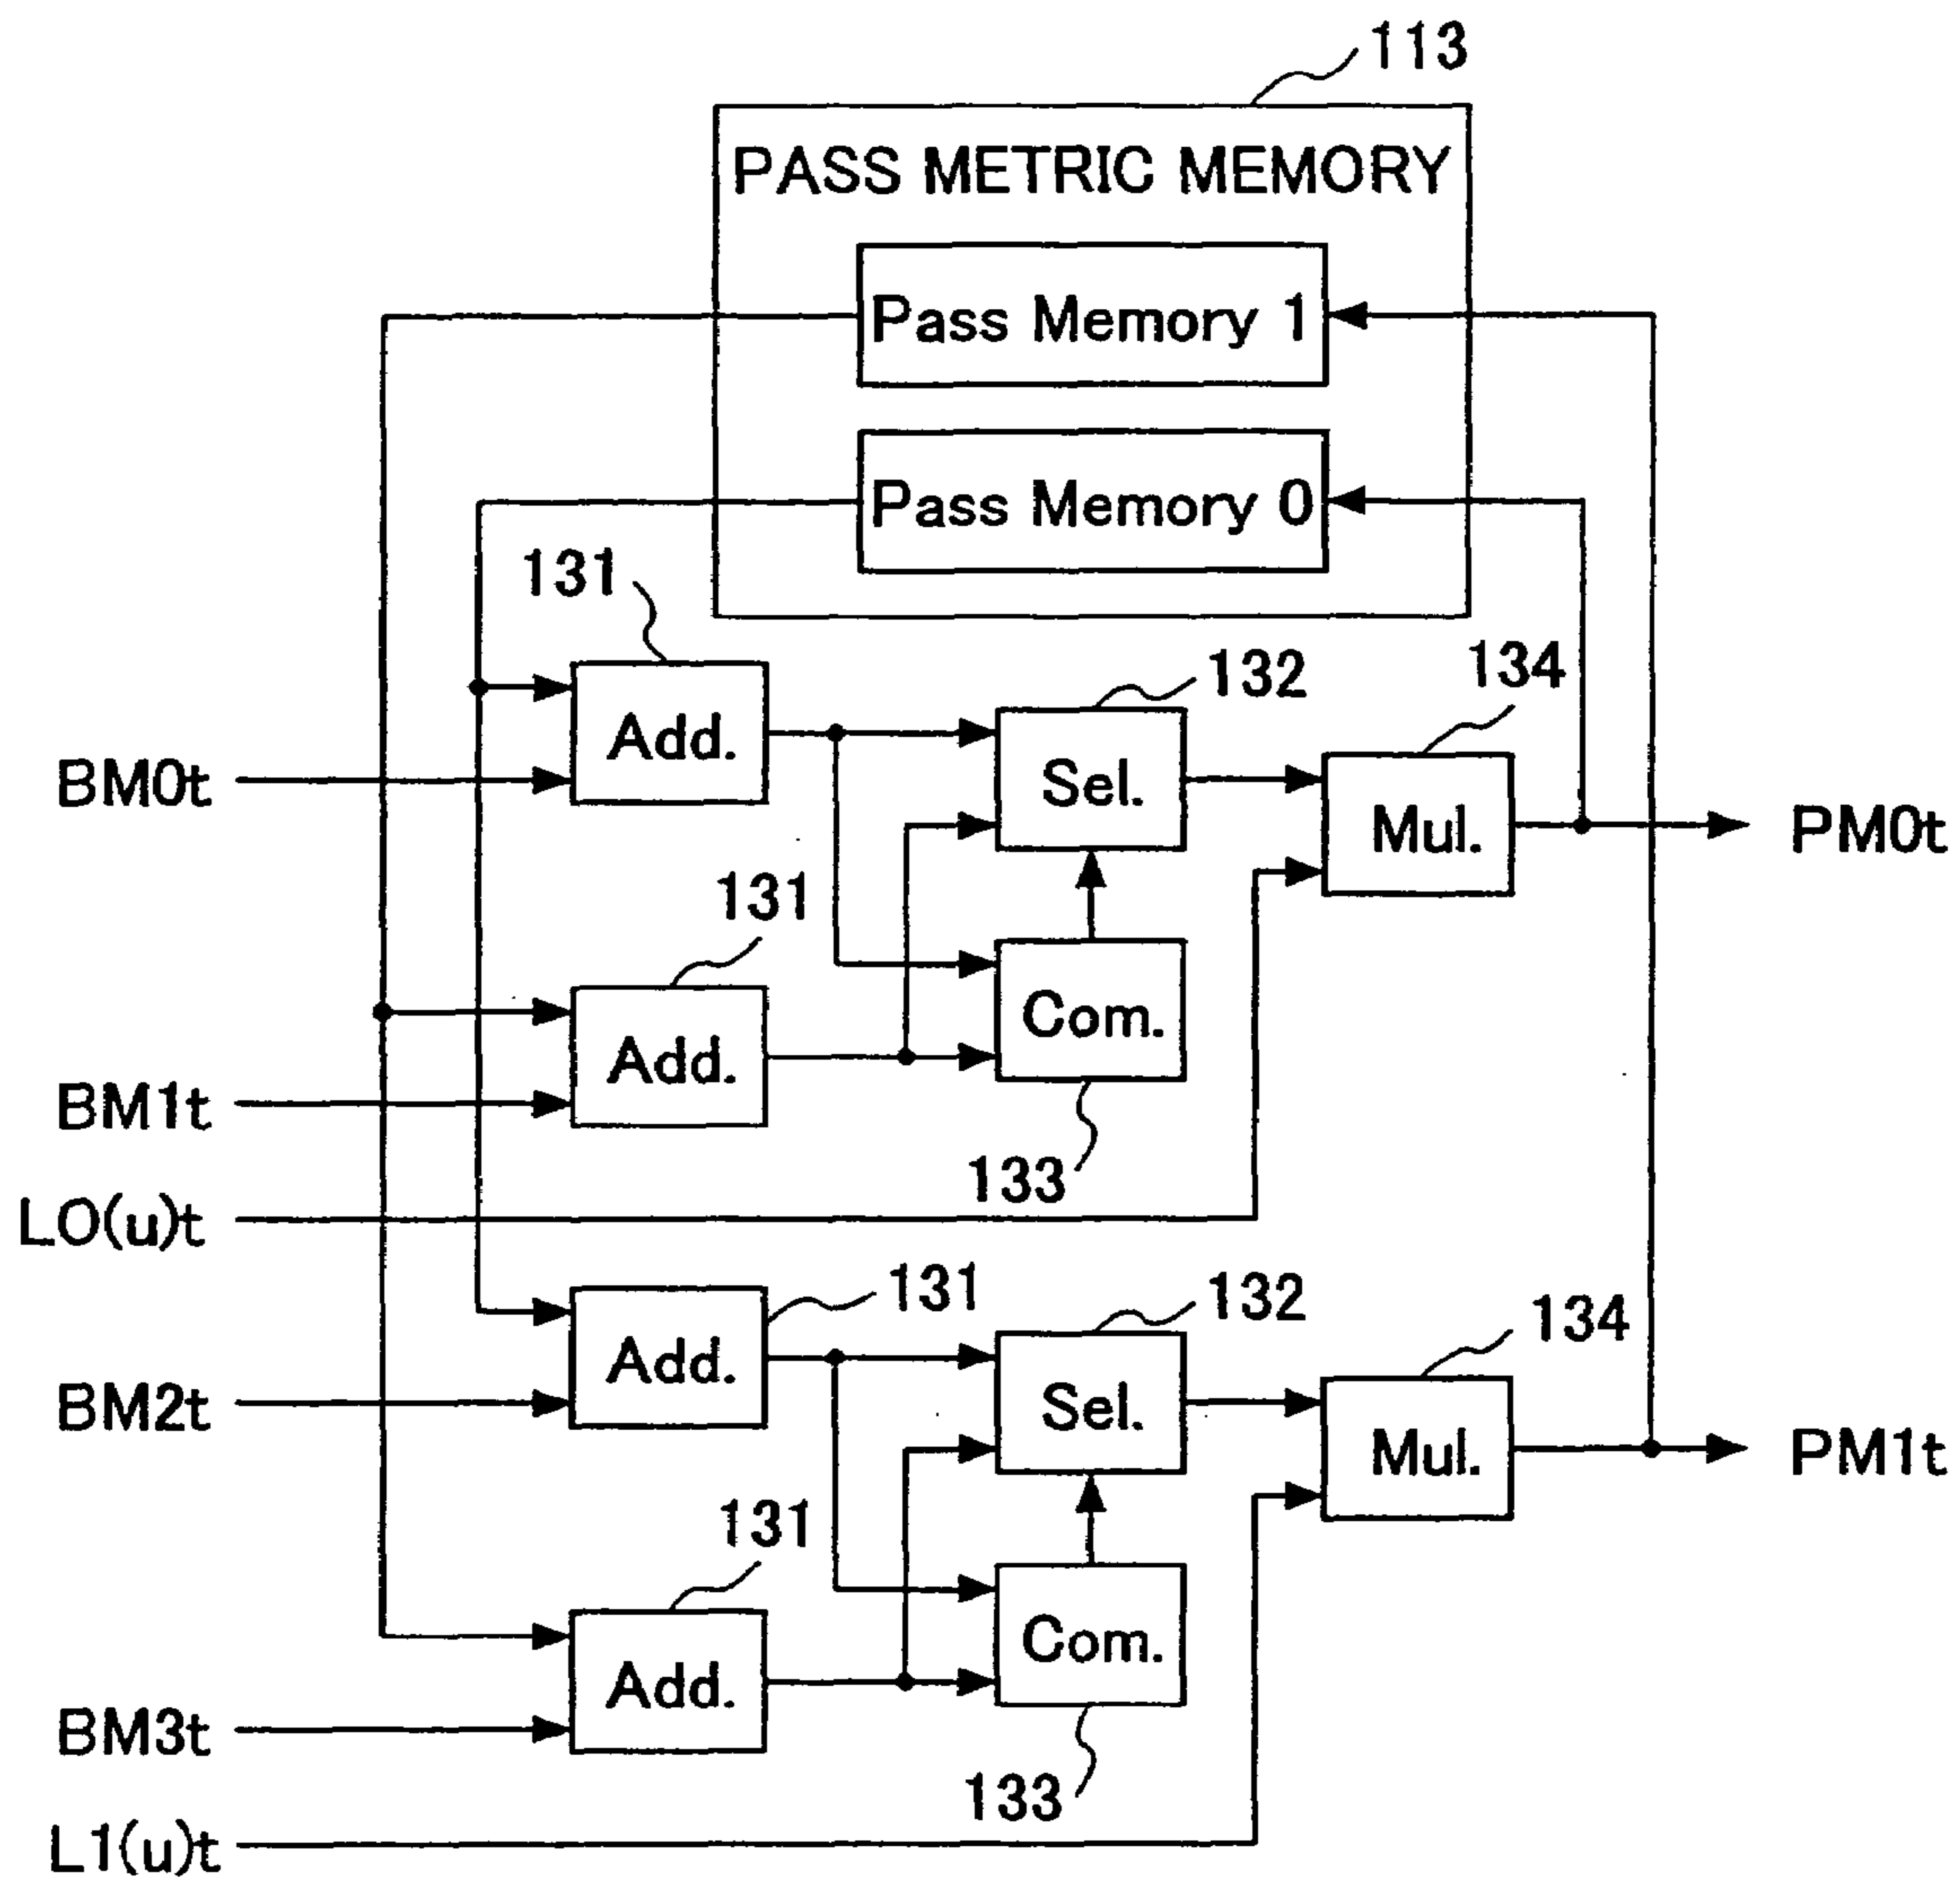 113
PASS METRIC MEMORY
Pass Memory 1
Pass Memory 0
131
132
134
Add.
Sel.
BM0t
Mul.
PM0t
131
Com.
Add.
BM1t
133
LO(u)t
131
132
134
Add.
Sel.
BM2t
Mul.
PM1t
131
Com.
Add.
BM3t
133
L1(u)t